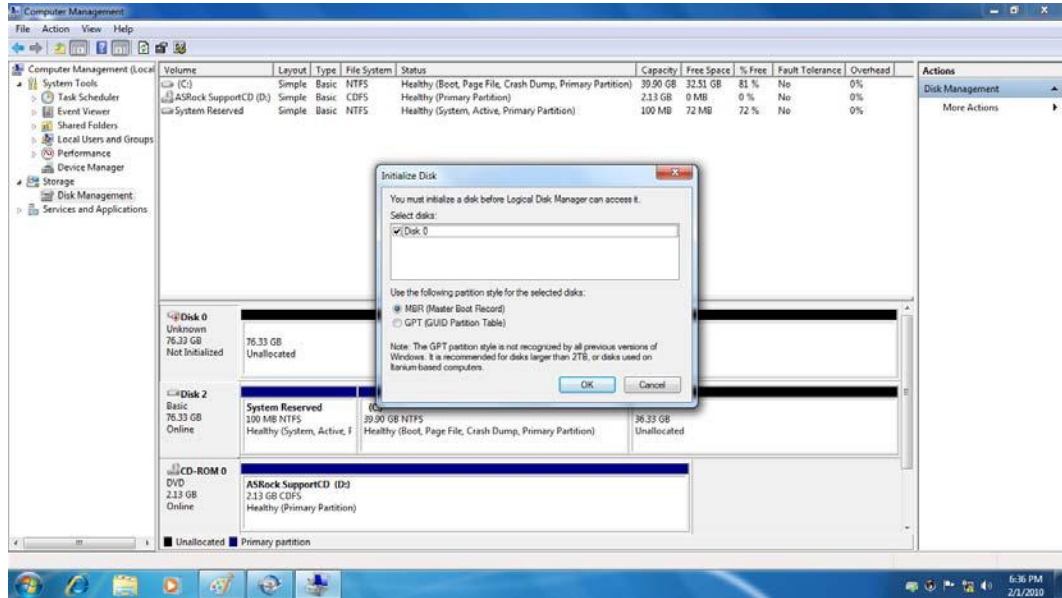 Computer Management
File Action View Help
Computer Management (Local
System Tools
Task Scheduler
Event Viewer
Shared Folders
Local Users and Groups
Performance
Device Manager
Storage
Disk Management
Services and Applications
Volume Layout Type File System Status Capacity Free Space % Free Fault Tolerance Overhead
(C:) Simple Basic NTFS Healthy (Boot, Page File, Crash Dump, Primary Partition) 39.90 GB 32.51 GB 81 % No 0%
ASRock SupportCD (D:) Simple Basic CDFS Healthy (Primary Partition) 2.13 GB 0 MB 0 % No 0%
System Reserved Simple Basic NTFS Healthy (System, Active, Primary Partition) 100 MB 72 MB 72 % No 0%
Actions
Disk Management
More Actions
Initialize Disk
You must initialize a disk before Logical Disk Manager can access it.
Select disks:
Disk 0
Use the following partition style for the selected disks:
MBR (Master Boot Record)
GPT (GUID Partition Table)
Note: The GPT partition style is not recognized by all previous versions of
Windows. It is recommended for disks larger than 2TB, or disks used on
Itanium-based computers.
OK Cancel
Disk 0
Unknown
76.33 GB
Not Initialized
76.33 GB
Unallocated
Disk 2
Basic
76.33 GB
Online
System Reserved
100 MB NTFS
Healthy (System, Active, P
39.90 GB NTFS
Healthy (Boot, Page File, Crash Dump, Primary Partition)
36.33 GB
Unallocated
CD-ROM 0
DVD
2.13 GB
Online
ASRock SupportCD (D:)
2.13 GB CDFS
Healthy (Primary Partition)
Unallocated Primary partition
6:36 PM
2/1/2010